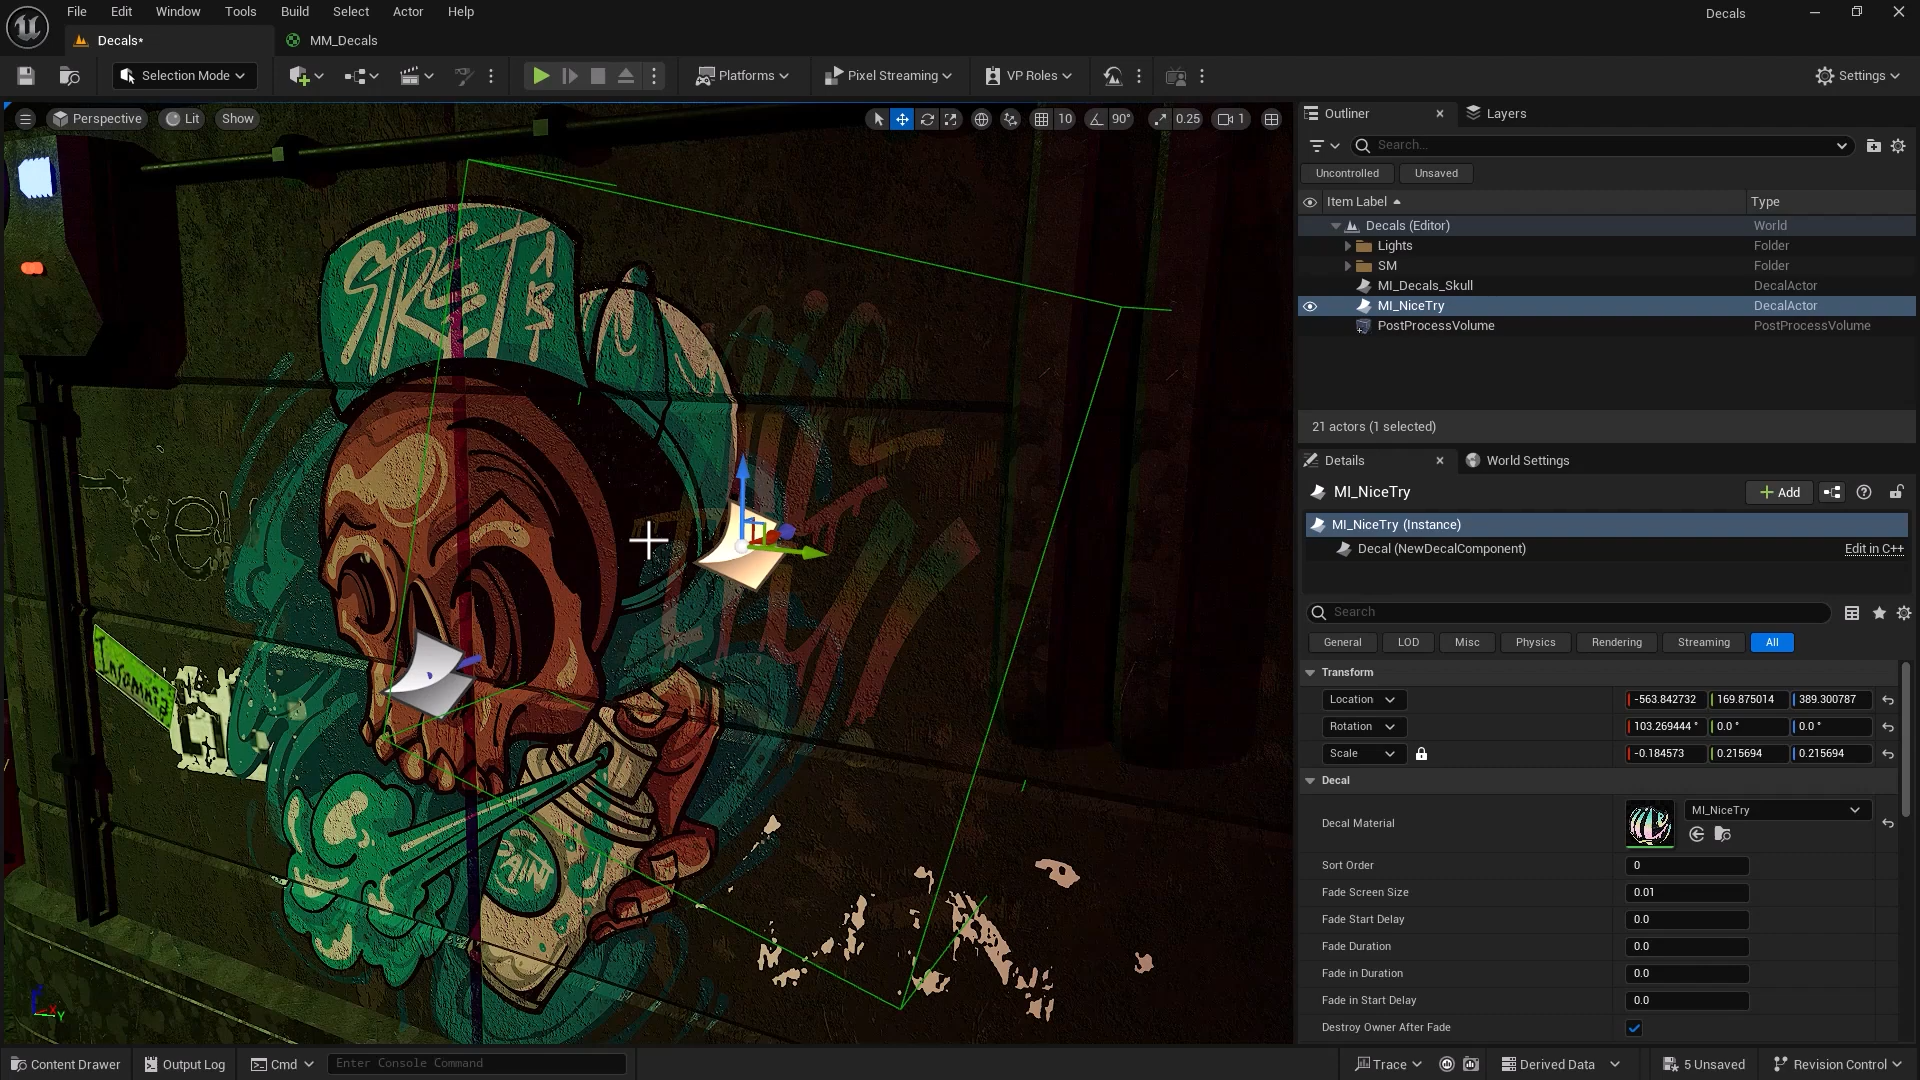 File Edit Window Tools Build Select Actor Help
Decals
Decals* MM_Decals
Selection Mode Platforms Pixel Streaming VP Roles Settings
Perspective Lit Show 10 90° 0.25 1
Outliner Layers
Search...
Uncontrolled Unsaved
Item Label Type
Decals (Editor) World
Lights Folder
SM Folder
MI_Decals_Skull DecalActor
MI_NiceTry DecalActor
PostProcessVolume PostProcessVolume
21 actors (1 selected)
Details World Settings
MI_NiceTry Add
MI_NiceTry (Instance)
Decal (NewDecalComponent) Edit in C++
Search
General LOD Misc Physics Rendering Streaming All
Transform
Location -563.842732 169.875014 389.300787
Rotation 103.269444 ° 0.0 ° 0.0 °
Scale -0.184573 0.215694 0.215694
Decal
Decal Material MI_NiceTry
Sort Order 0
Fade Screen Size 0.01
Fade Start Delay 0.0
Fade Duration 0.0
Fade in Duration 0.0
Fade in Start Delay 0.0
Destroy Owner After Fade
STREET
ART
PAINT
Content Drawer Output Log Cmd Enter Console Command Trace Derived Data 5 Unsaved Revision Control
X
Y